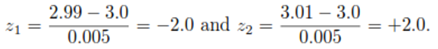 z₁ = (2.99 − 3.0)/0.005 = −2.0 and z₂ = (3.01 − 3.0)/0.005 = +2.0.